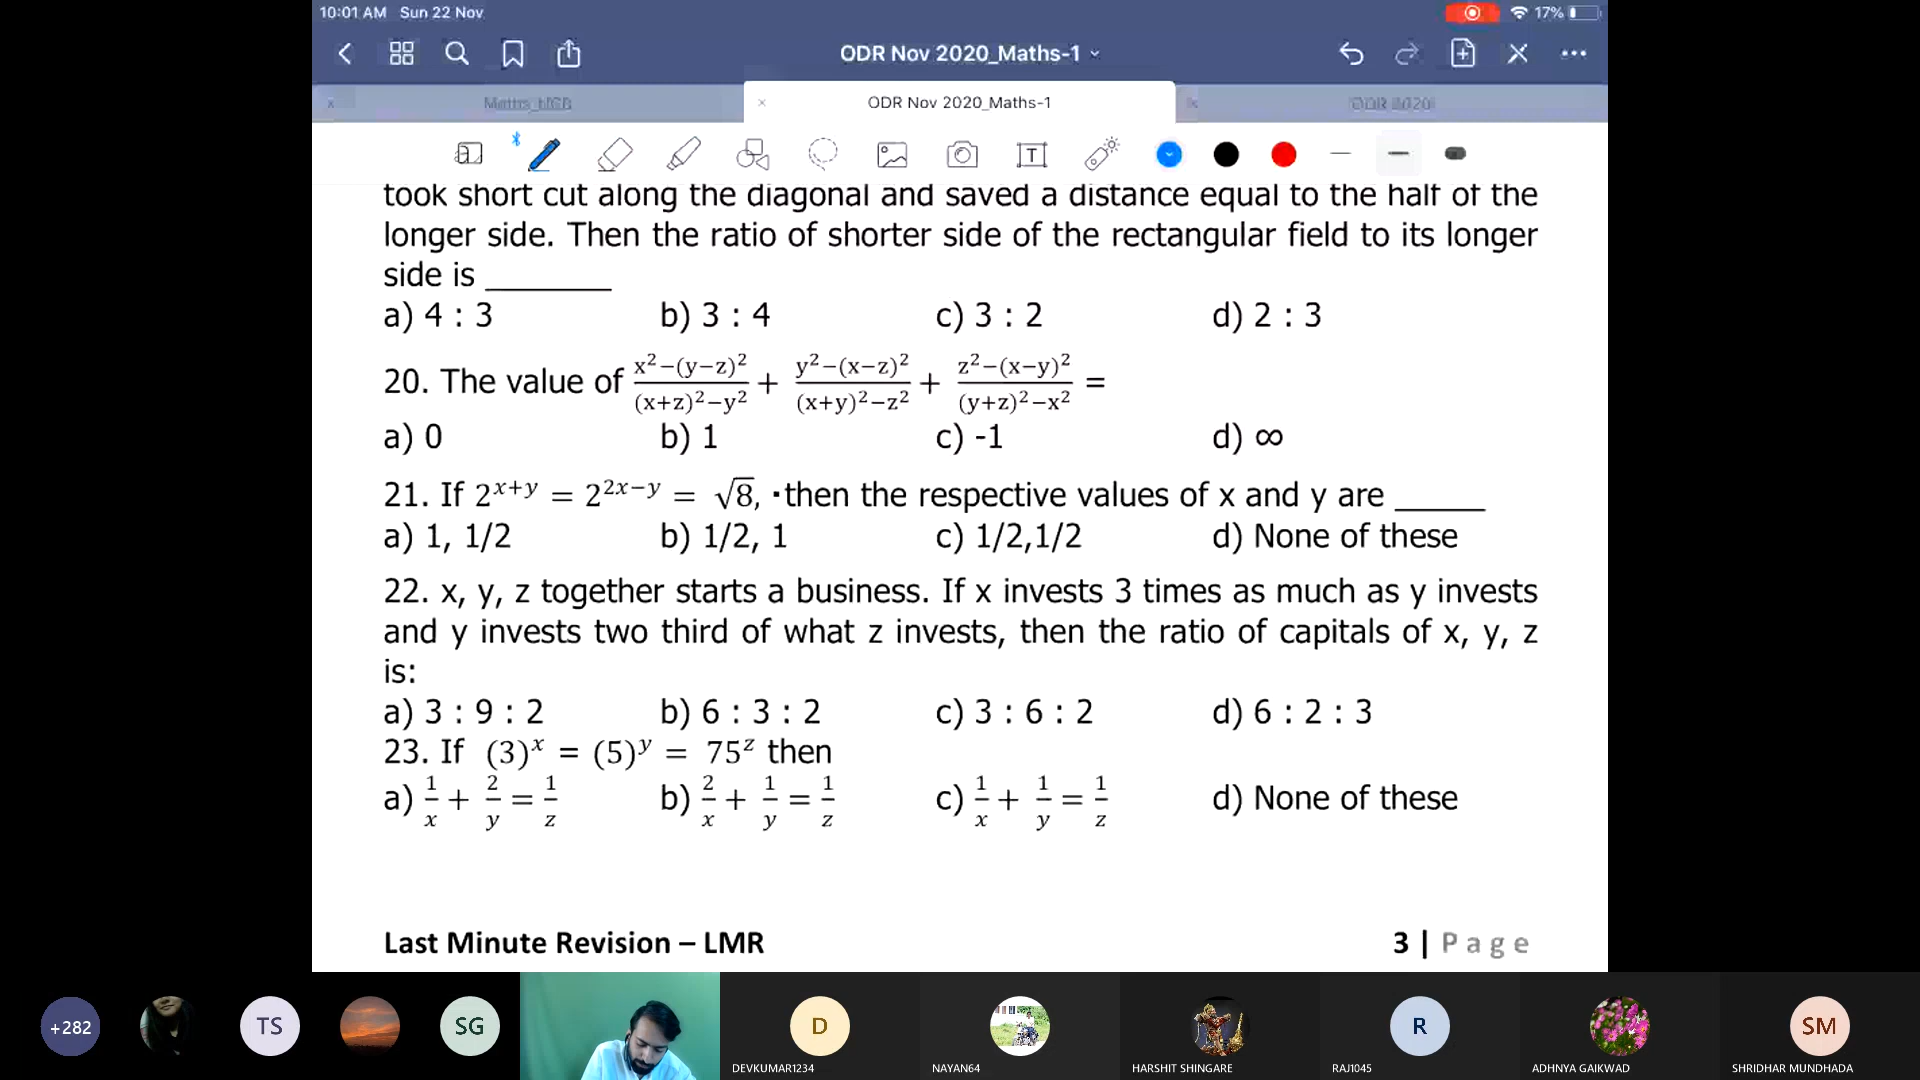 10:01 AM Sun 22 Nov
17%
ODR Nov 2020_Maths-1
ODR Nov 2020_Maths-1
ODR 2020
took short cut along the diagonal and saved a distance equal to the half of the
longer side. Then the ratio of shorter side of the rectangular field to its longer
side is ________
a) 4 : 3 b) 3 : 4 c) 3 : 2 d) 2 : 3
20. The value of (x²−(y−z)²)/((x+z)²−y²) + (y²−(x−z)²)/((x+y)²−z²) + (z²−(x−y)²)/((y+z)²−x²) =
a) 0 b) 1 c) -1 d) ∞
21. If 2^(x+y) = 2^(2x−y) = √8, then the respective values of x and y are _____
a) 1, 1/2 b) 1/2, 1 c) 1/2,1/2 d) None of these
22. x, y, z together starts a business. If x invests 3 times as much as y invests
and y invests two third of what z invests, then the ratio of capitals of x, y, z
is:
a) 3 : 9 : 2 b) 6 : 3 : 2 c) 3 : 6 : 2 d) 6 : 2 : 3
23. If (3)^x = (5)^y = 75^z then
a) 1/x + 2/y = 1/z b) 2/x + 1/y = 1/z c) 1/x + 1/y = 1/z d) None of these
Last Minute Revision – LMR 3 | Page
+282 TS SG D R SM
DEVKUMAR1234 NAYAN64 HARSHIT SHINGARE RAJ1045 ADHNYA GAIKWAD SHRIDHAR MUNDHADA